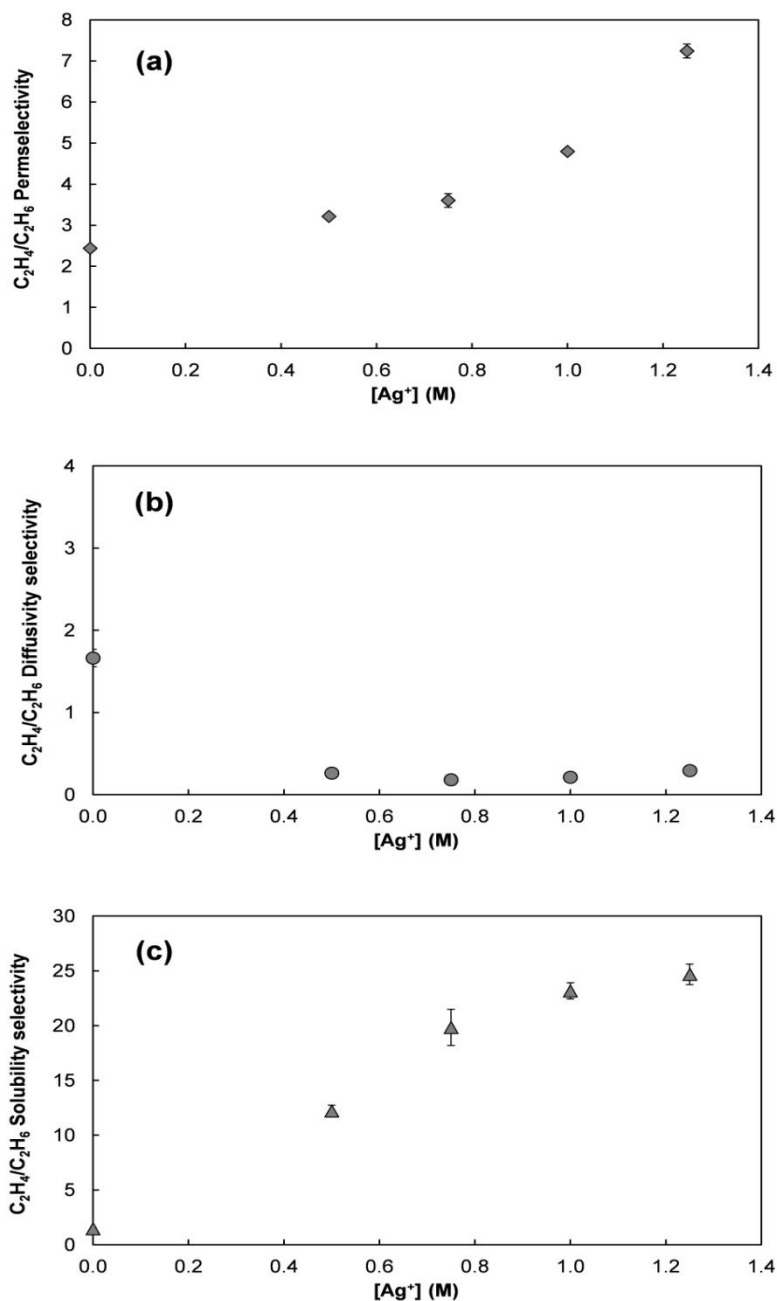 (a)
C₂H₄/C₂H₆ Permselectivity
8
7
6
5
4
3
2
1
0
0.0 0.2 0.4 0.6 0.8 1.0 1.2 1.4
[Ag⁺] (M)
(b)
C₂H₄/C₂H₆ Diffusivity selectivity
4
3
2
1
0
0.0 0.2 0.4 0.6 0.8 1.0 1.2 1.4
[Ag⁺] (M)
(c)
C₂H₄/C₂H₆ Solubility selectivity
30
25
20
15
10
5
0
0.0 0.2 0.4 0.6 0.8 1.0 1.2 1.4
[Ag⁺] (M)